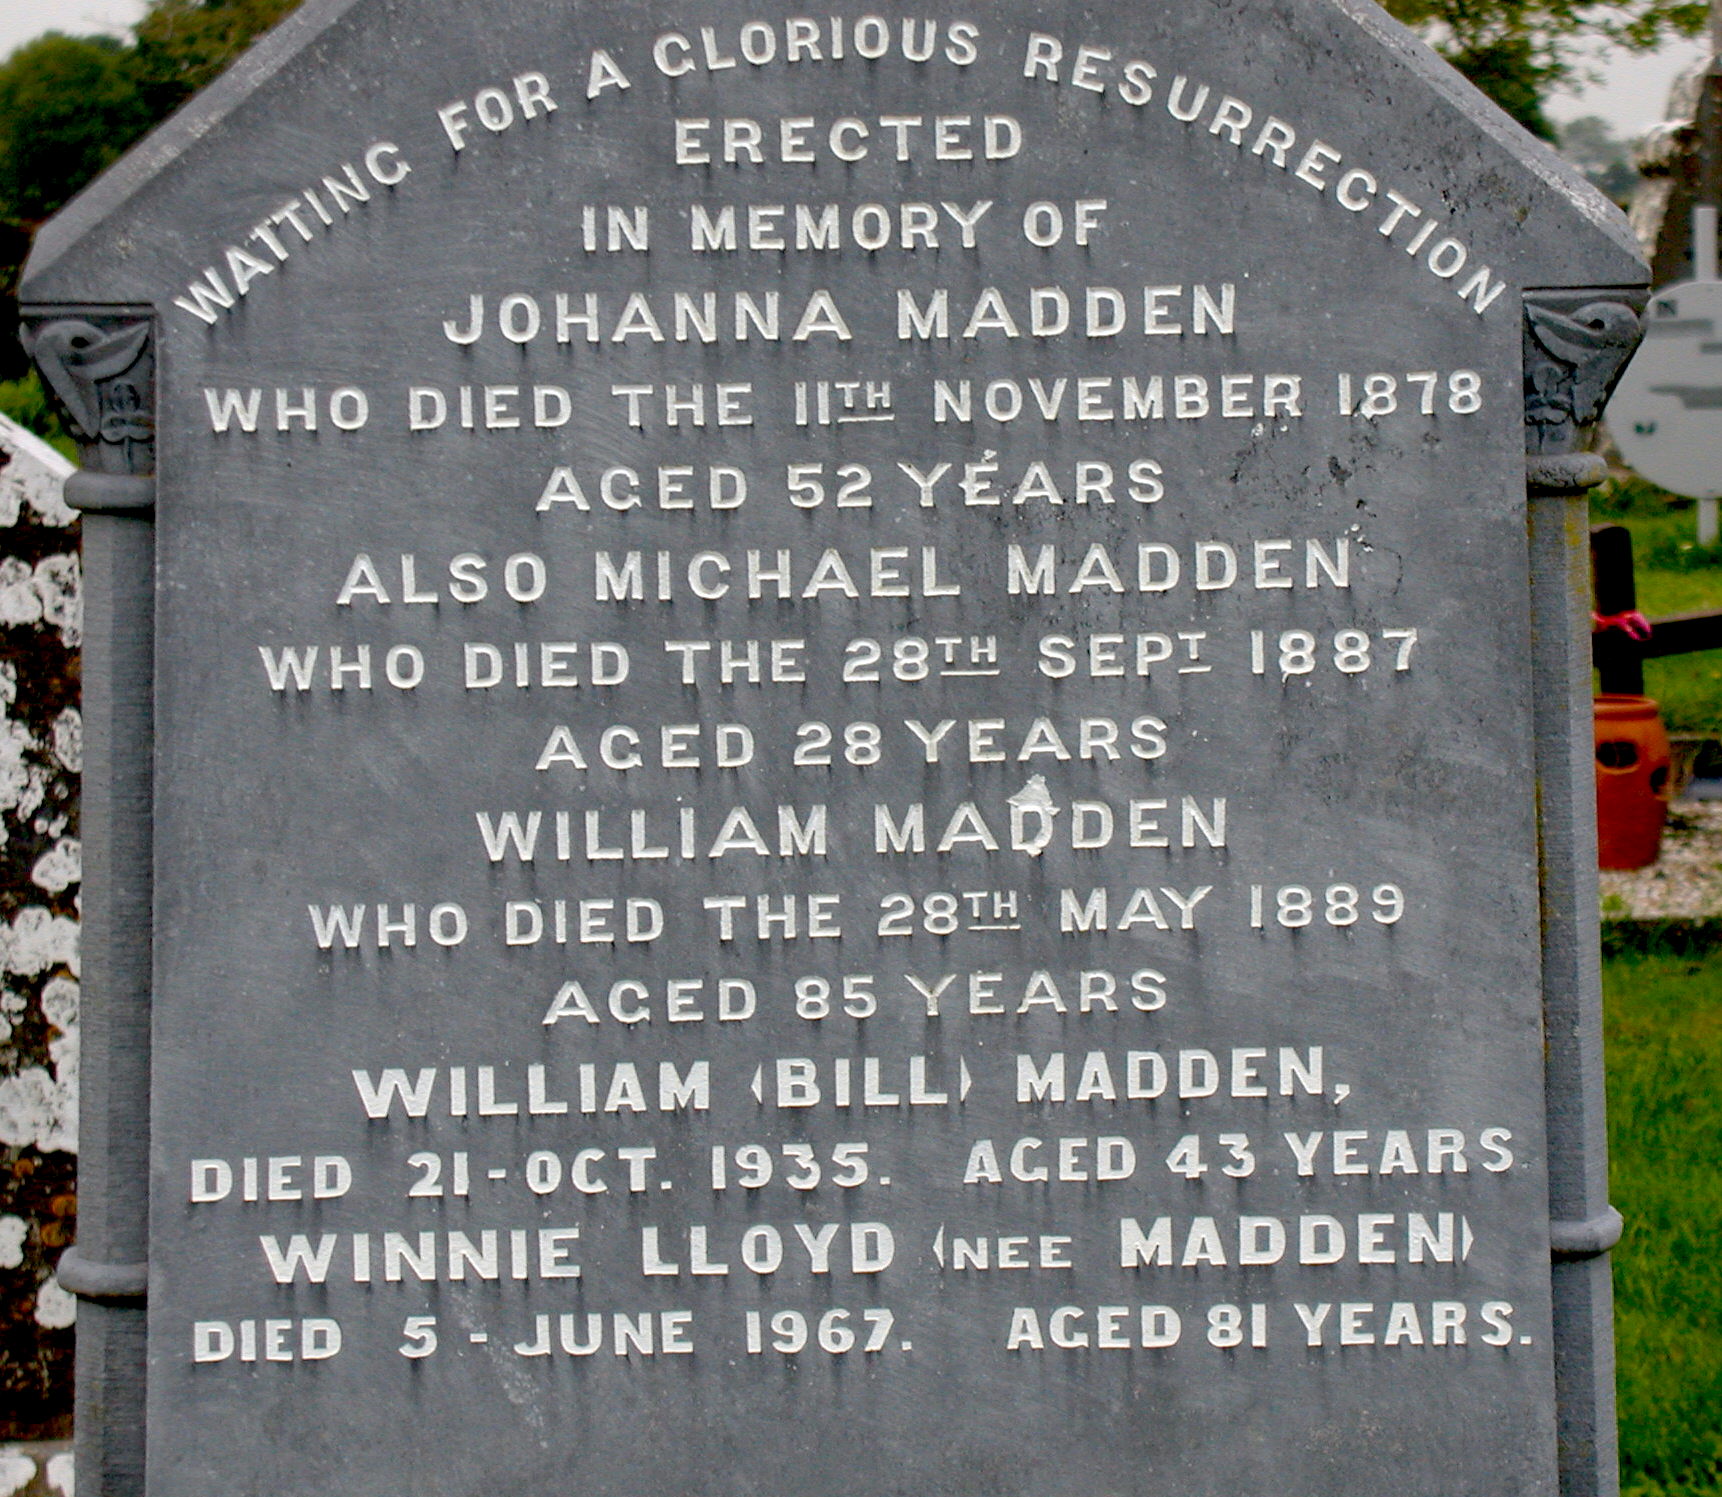 WAITING FOR A GLORIOUS RESURRECTION
ERECTED
IN MEMORY OF
JOHANNA MADDEN
WHO DIED THE 11TH NOVEMBER 1878
AGED 52 YEARS
ALSO MICHAEL MADDEN
WHO DIED THE 28TH SEPT 1887
AGED 28 YEARS
WILLIAM MADDEN
WHO DIED THE 28TH MAY 1889
AGED 85 YEARS
WILLIAM (BILL) MADDEN,
DIED 21-OCT. 1935. AGED 43 YEARS
WINNIE LLOYD (NEE MADDEN)
DIED 5 - JUNE 1967. AGED 81 YEARS.